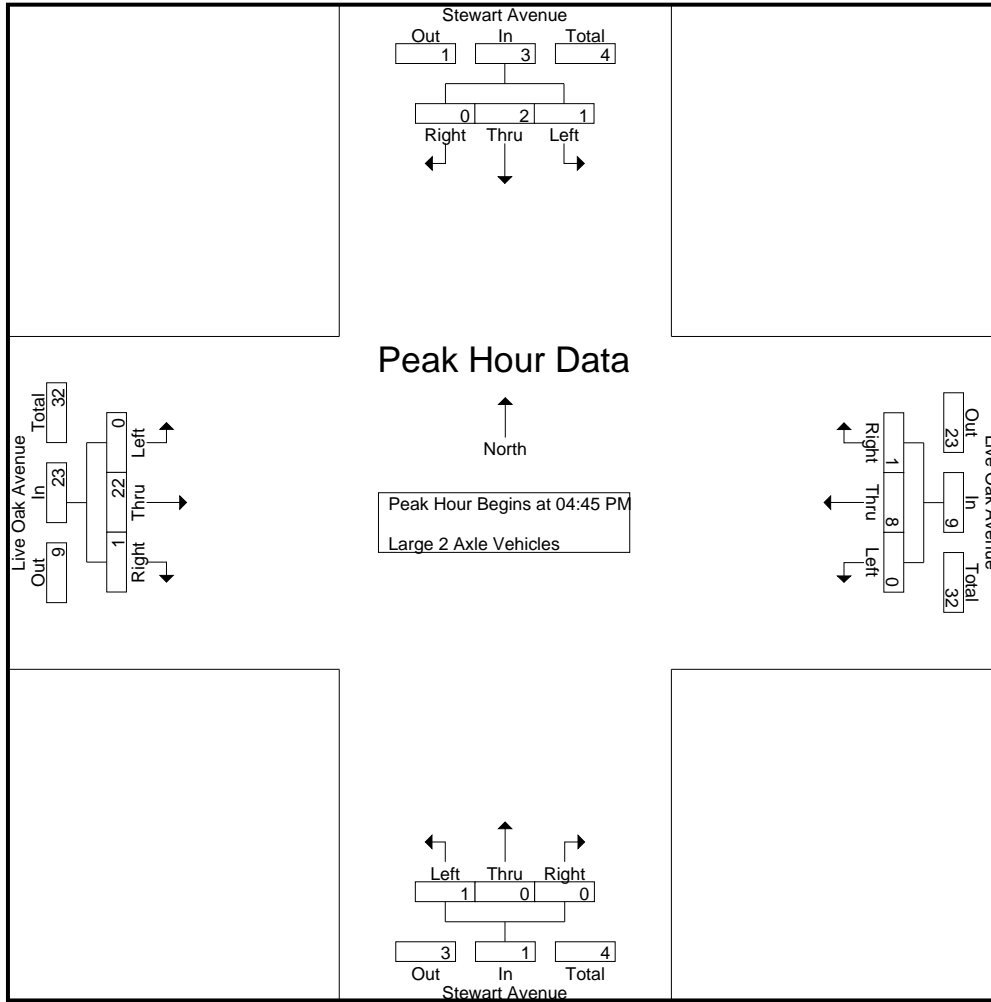 Stewart Avenue
Out In Total
1 3 4
0 2 1
Right Thru Left
Peak Hour Data
North
Peak Hour Begins at 04:45 PM
Large 2 Axle Vehicles
Live Oak Avenue
Out In Total
9 23 32
Right Thru Left
1 22 0
Live Oak Avenue
Out In Total
23 9 32
Right Thru Left
1 8 0
Left Thru Right
1 0 0
3 1 4
Out In Total
Stewart Avenue